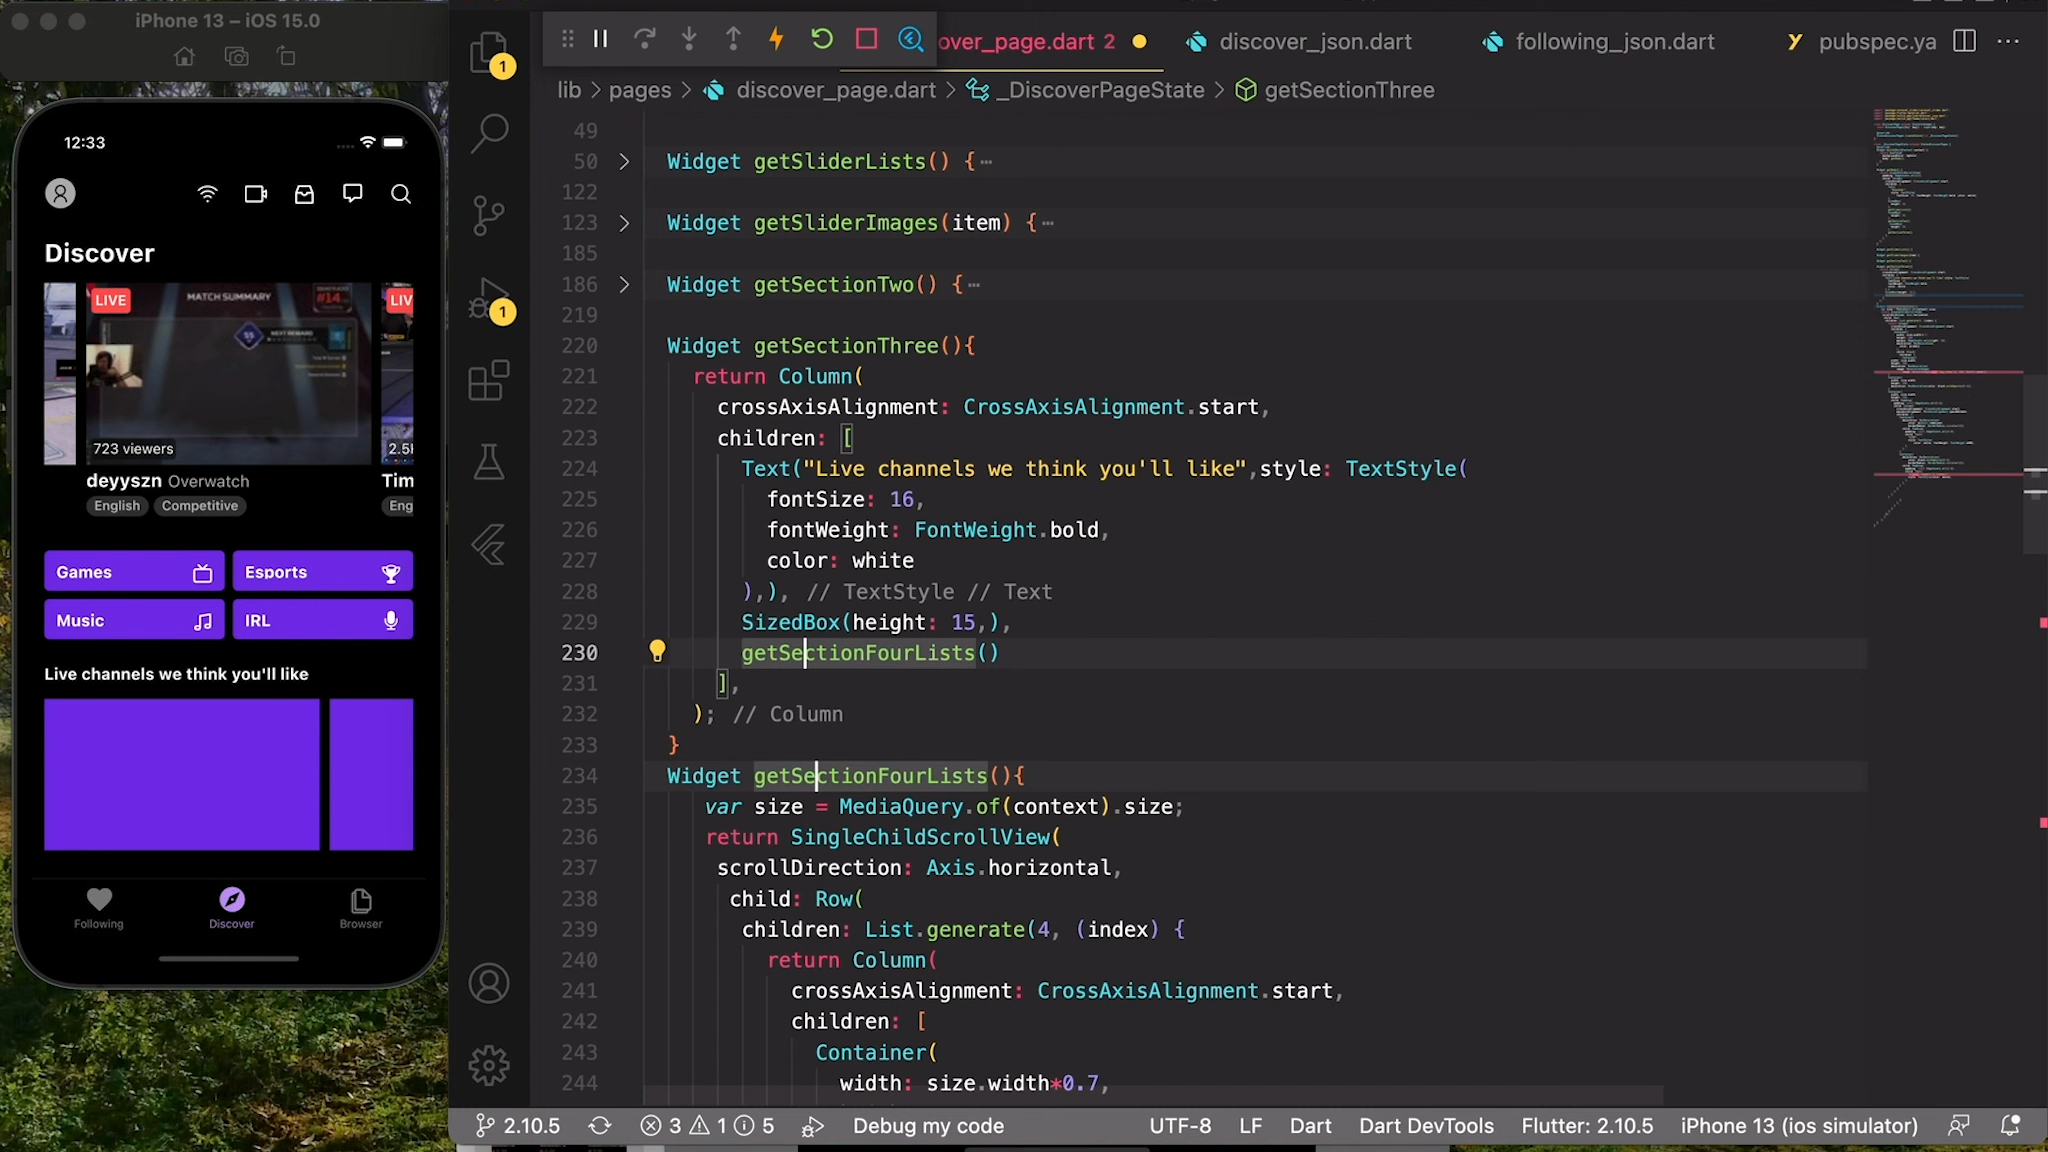 iPhone 13 – iOS 15.0
12:33
Discover
LIVE
MATCH SUMMARY
#14
NEXT REWARD
LIV
723 viewers
2.5K
deyyszn Overwatch
Tim
English
Competitive
Eng
Games
Esports
Music
IRL
Live channels we think you'll like
Following
Discover
Browser
1
1
over_page.dart 2
discover_json.dart
following_json.dart
pubspec.ya
lib > pages > discover_page.dart > _DiscoverPageState > getSectionThree
49
50 Widget getSliderLists() {…
122
123 Widget getSliderImages(item) {…
185
186 Widget getSectionTwo() {…
219
220 Widget getSectionThree(){
221 return Column(
222 crossAxisAlignment: CrossAxisAlignment.start,
223 children: [
224 Text("Live channels we think you'll like",style: TextStyle(
225 fontSize: 16,
226 fontWeight: FontWeight.bold,
227 color: white
228 ),), // TextStyle // Text
229 SizedBox(height: 15,),
230 getSectionFourLists()
231 ],
232 ); // Column
233 }
234 Widget getSectionFourLists(){
235 var size = MediaQuery.of(context).size;
236 return SingleChildScrollView(
237 scrollDirection: Axis.horizontal,
238 child: Row(
239 children: List.generate(4, (index) {
240 return Column(
241 crossAxisAlignment: CrossAxisAlignment.start,
242 children: [
243 Container(
244 width: size.width*0.7,
2.10.5
3
1
5
Debug my code
UTF-8
LF
Dart
Dart DevTools
Flutter: 2.10.5
iPhone 13 (ios simulator)